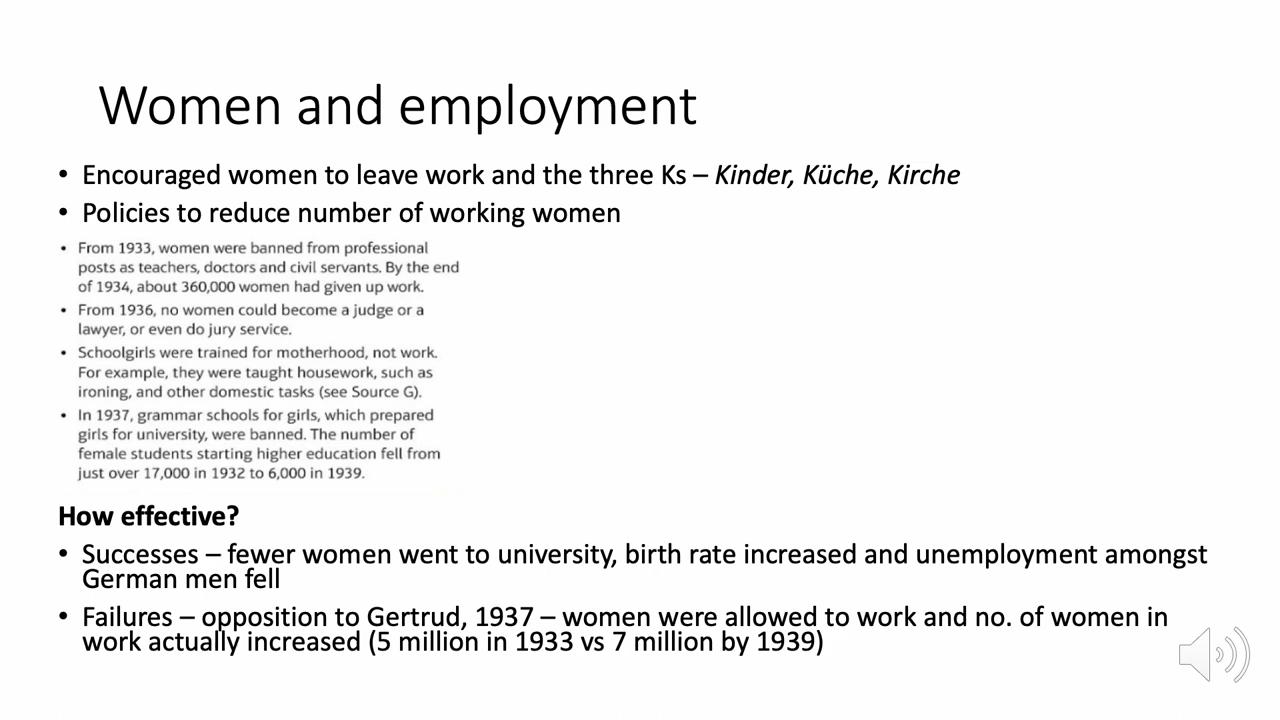 Women and employment
• Encouraged women to leave work and the three Ks – Kinder, Küche, Kirche
• Policies to reduce number of working women
• From 1933, women were banned from professional
posts as teachers, doctors and civil servants. By the end
of 1934, about 360,000 women had given up work.
• From 1936, no women could become a judge or a
lawyer, or even do jury service.
• Schoolgirls were trained for motherhood, not work.
For example, they were taught housework, such as
ironing, and other domestic tasks (see Source G).
• In 1937, grammar schools for girls, which prepared
girls for university, were banned. The number of
female students starting higher education fell from
just over 17,000 in 1932 to 6,000 in 1939.
How effective?
• Successes – fewer women went to university, birth rate increased and unemployment amongst
German men fell
• Failures – opposition to Gertrud, 1937 – women were allowed to work and no. of women in
work actually increased (5 million in 1933 vs 7 million by 1939)